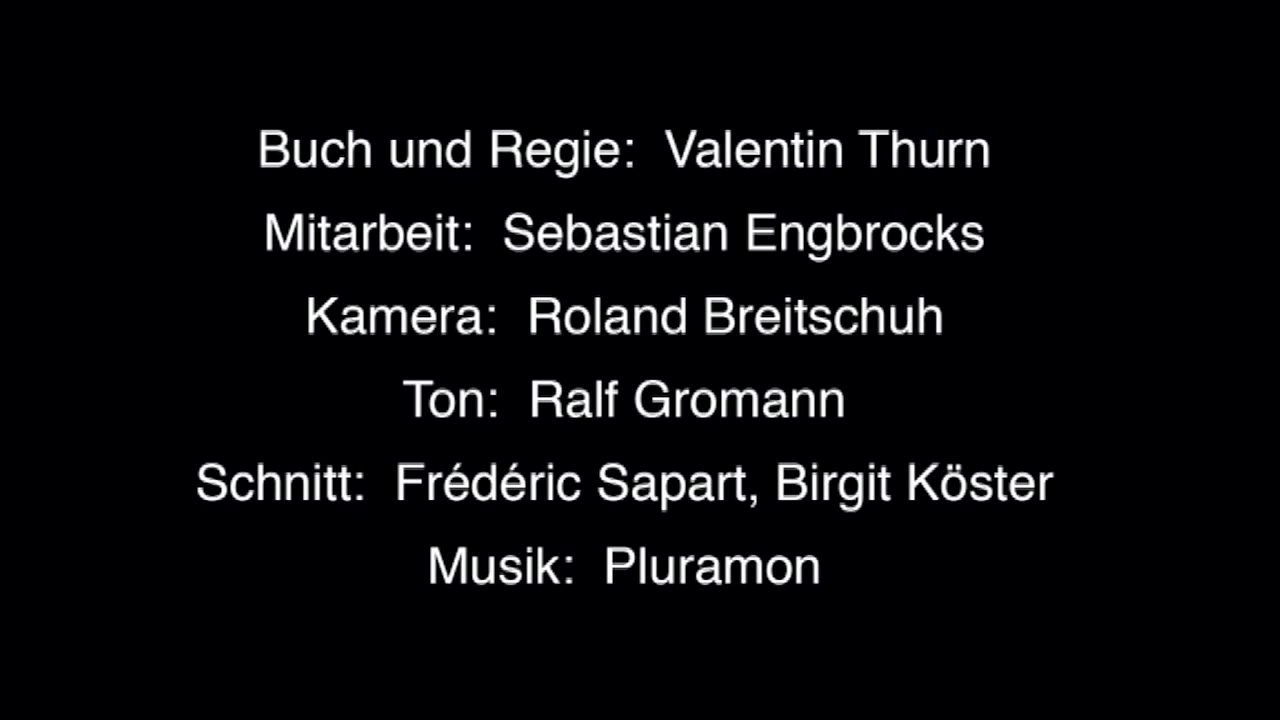 Buch und Regie: Valentin Thurn
Mitarbeit: Sebastian Engbrocks
Kamera: Roland Breitschuh
Ton: Ralf Gromann
Schnitt: Frédéric Sapart, Birgit Köster
Musik: Pluramon